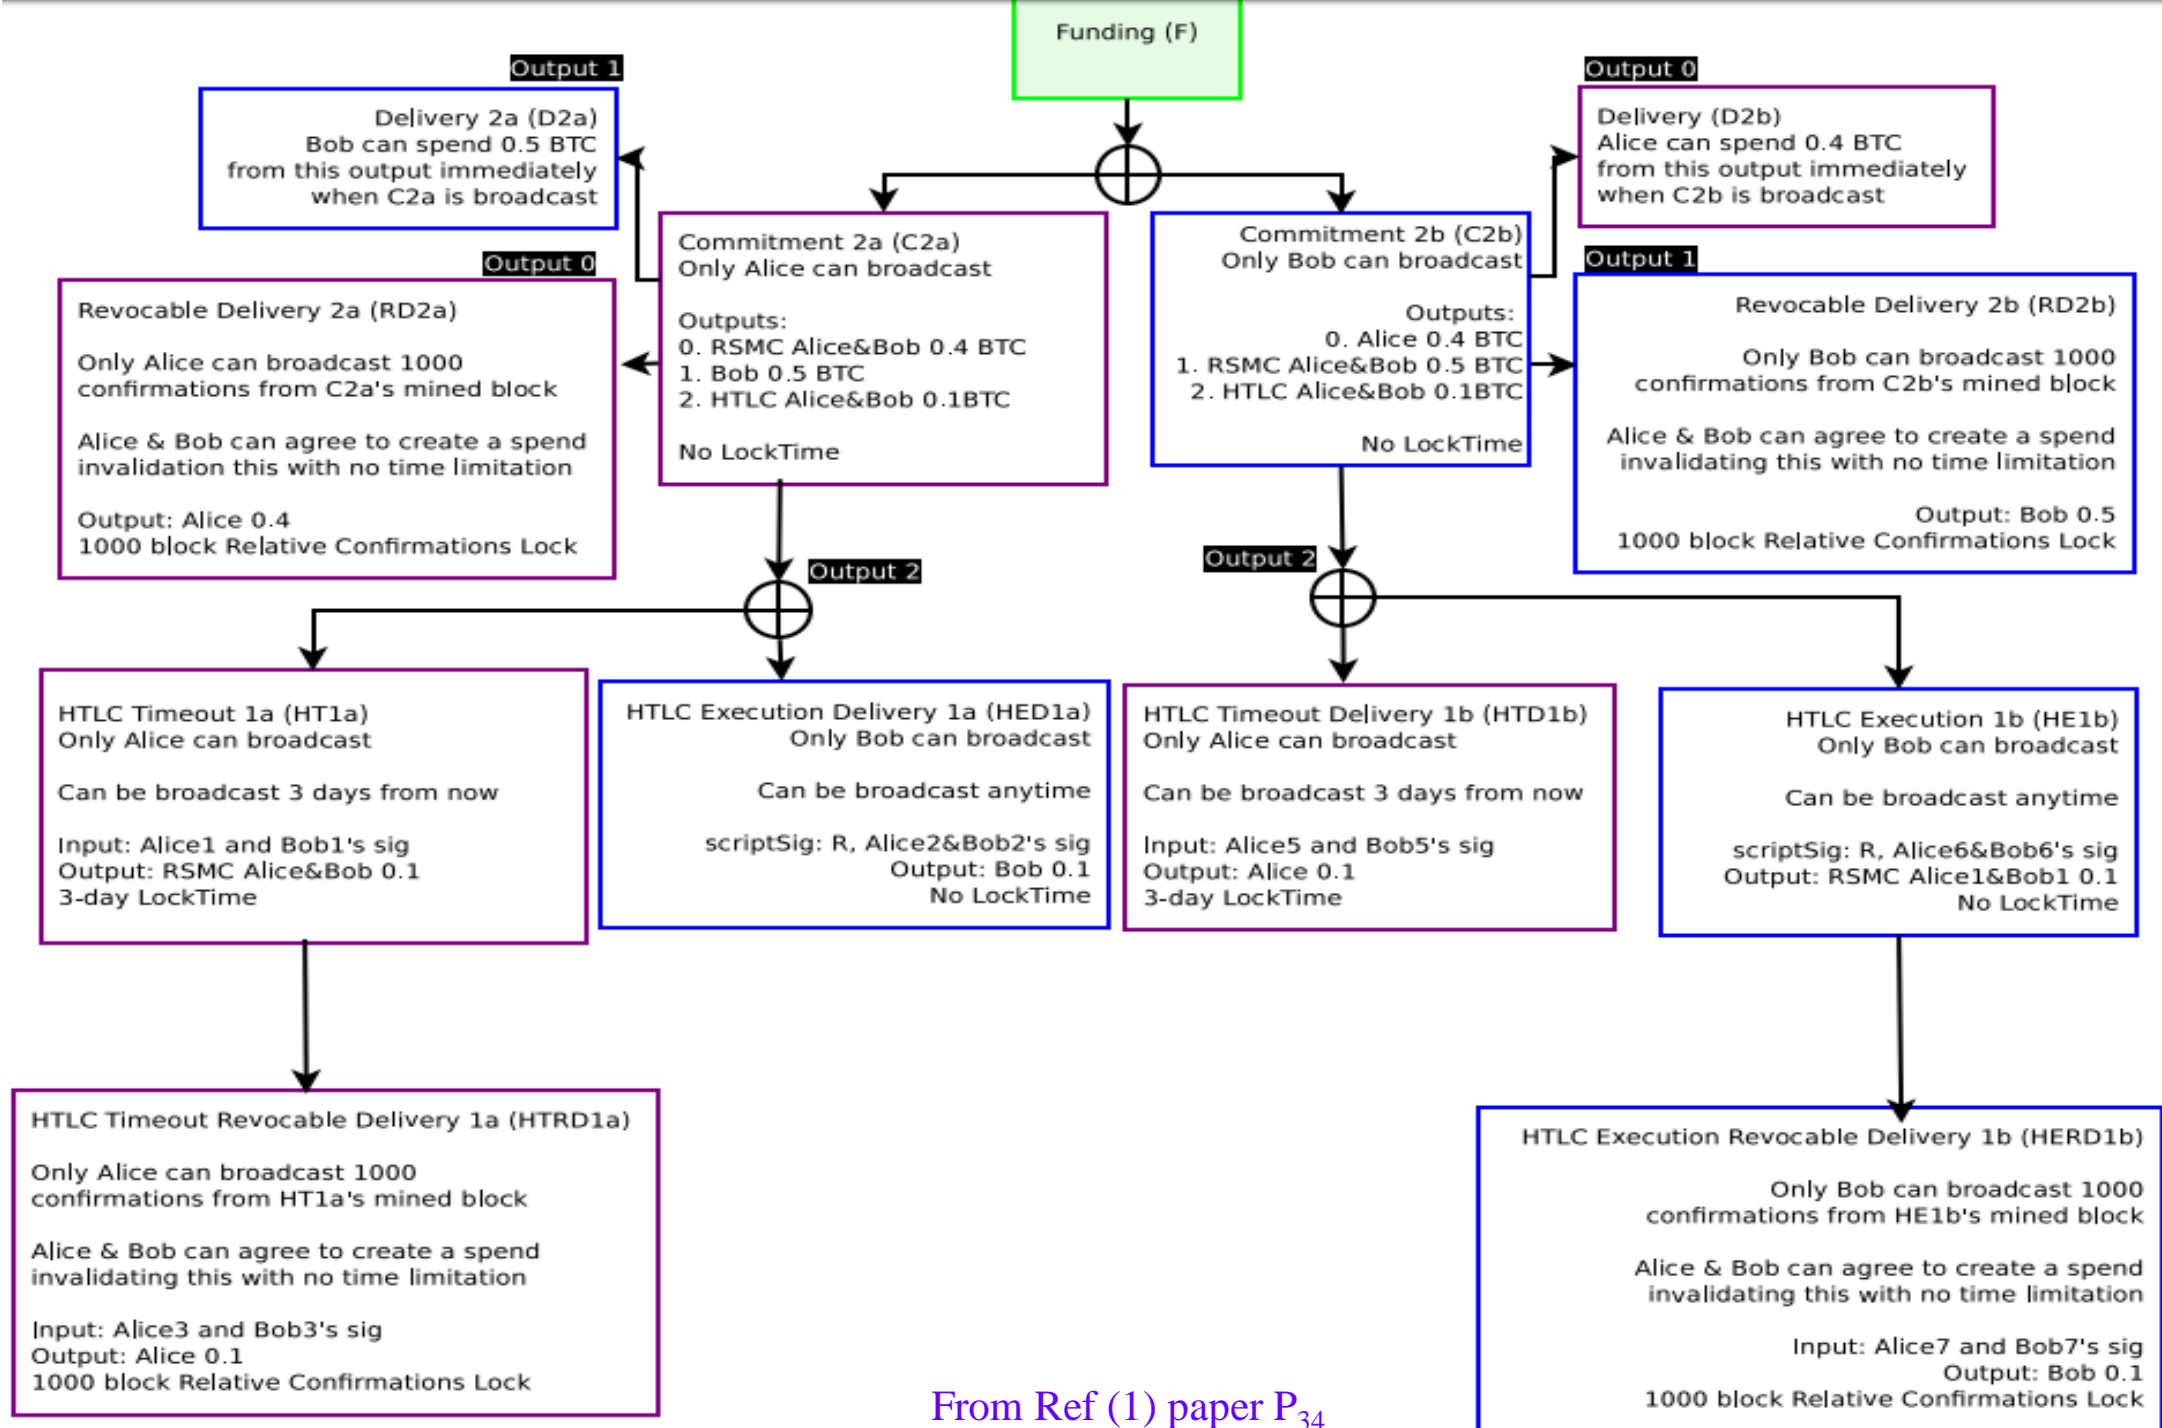 Funding (F)
Output 1
Delivery 2a (D2a)
Bob can spend 0.5 BTC
from this output immediately
when C2a is broadcast
Output 0
Delivery (D2b)
Alice can spend 0.4 BTC
from this output immediately
when C2b is broadcast
Output 0
Revocable Delivery 2a (RD2a)
Only Alice can broadcast 1000
confirmations from C2a's mined block
Alice & Bob can agree to create a spend
invalidation this with no time limitation
Output: Alice 0.4
1000 block Relative Confirmations Lock
Commitment 2a (C2a)
Only Alice can broadcast
Outputs:
0. RSMC Alice&Bob 0.4 BTC
1. Bob 0.5 BTC
2. HTLC Alice&Bob 0.1BTC
No LockTime
Commitment 2b (C2b)
Only Bob can broadcast
Outputs:
0. Alice 0.4 BTC
1. RSMC Alice&Bob 0.5 BTC
2. HTLC Alice&Bob 0.1BTC
No LockTime
Output 1
Revocable Delivery 2b (RD2b)
Only Bob can broadcast 1000
confirmations from C2b's mined block
Alice & Bob can agree to create a spend
invalidating this with no time limitation
Output: Bob 0.5
1000 block Relative Confirmations Lock
Output 2
Output 2
HTLC Timeout 1a (HT1a)
Only Alice can broadcast
Can be broadcast 3 days from now
Input: Alice1 and Bob1's sig
Output: RSMC Alice&Bob 0.1
3-day LockTime
HTLC Execution Delivery 1a (HED1a)
Only Bob can broadcast
Can be broadcast anytime
scriptSig: R, Alice2&Bob2's sig
Output: Bob 0.1
No LockTime
HTLC Timeout Delivery 1b (HTD1b)
Only Alice can broadcast
Can be broadcast 3 days from now
Input: Alice5 and Bob5's sig
Output: Alice 0.1
3-day LockTime
HTLC Execution 1b (HE1b)
Only Bob can broadcast
Can be broadcast anytime
scriptSig: R, Alice6&Bob6's sig
Output: RSMC Alice1&Bob1 0.1
No LockTime
HTLC Timeout Revocable Delivery 1a (HTRD1a)
Only Alice can broadcast 1000
confirmations from HT1a's mined block
Alice & Bob can agree to create a spend
invalidating this with no time limitation
Input: Alice3 and Bob3's sig
Output: Alice 0.1
1000 block Relative Confirmations Lock
HTLC Execution Revocable Delivery 1b (HERD1b)
Only Bob can broadcast 1000
confirmations from HE1b's mined block
Alice & Bob can agree to create a spend
invalidating this with no time limitation
Input: Alice7 and Bob7's sig
Output: Bob 0.1
1000 block Relative Confirmations Lock
From Ref (1) paper P34